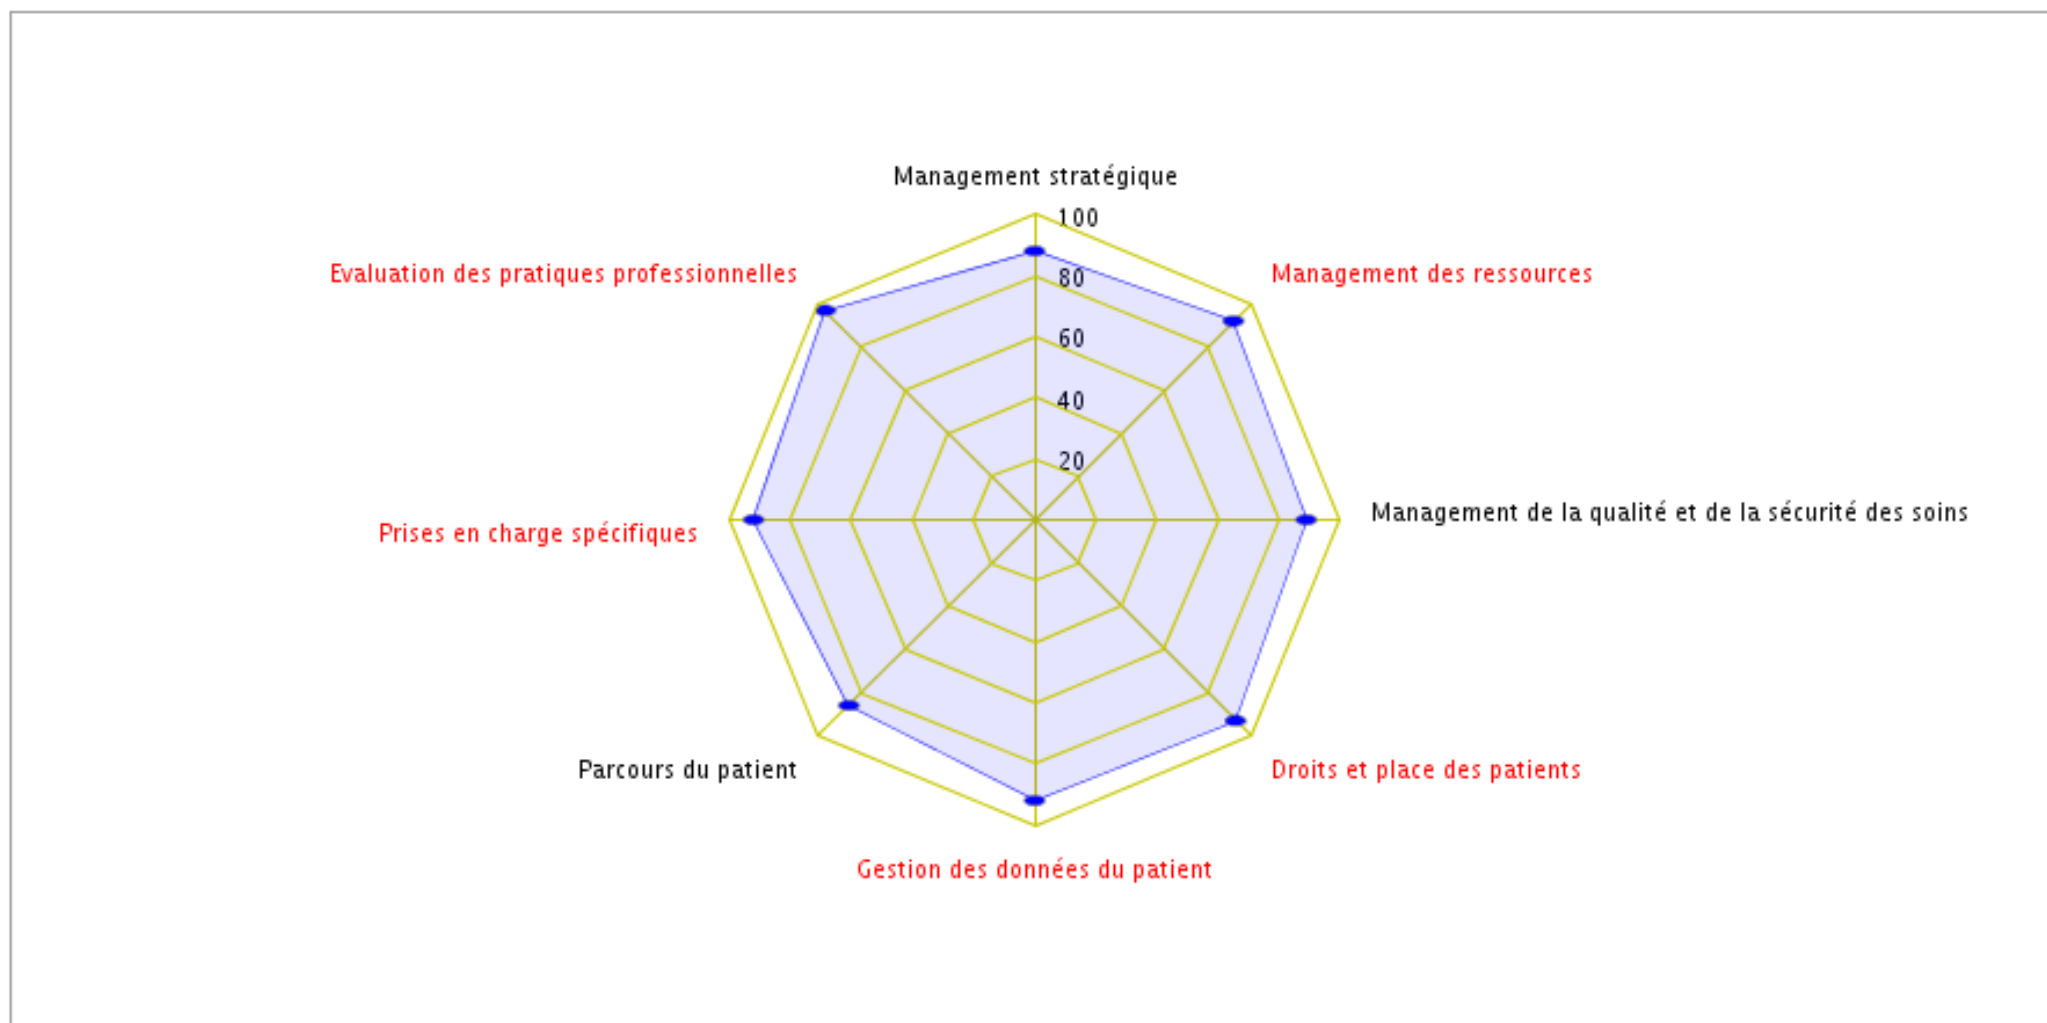 Management stratégique
100
Evaluation des pratiques professionnelles
Management des ressources
80
60
40
20
Management de la qualité et de la sécurité des soins
Prises en charge spécifiques
Parcours du patient
Droits et place des patients
Gestion des données du patient